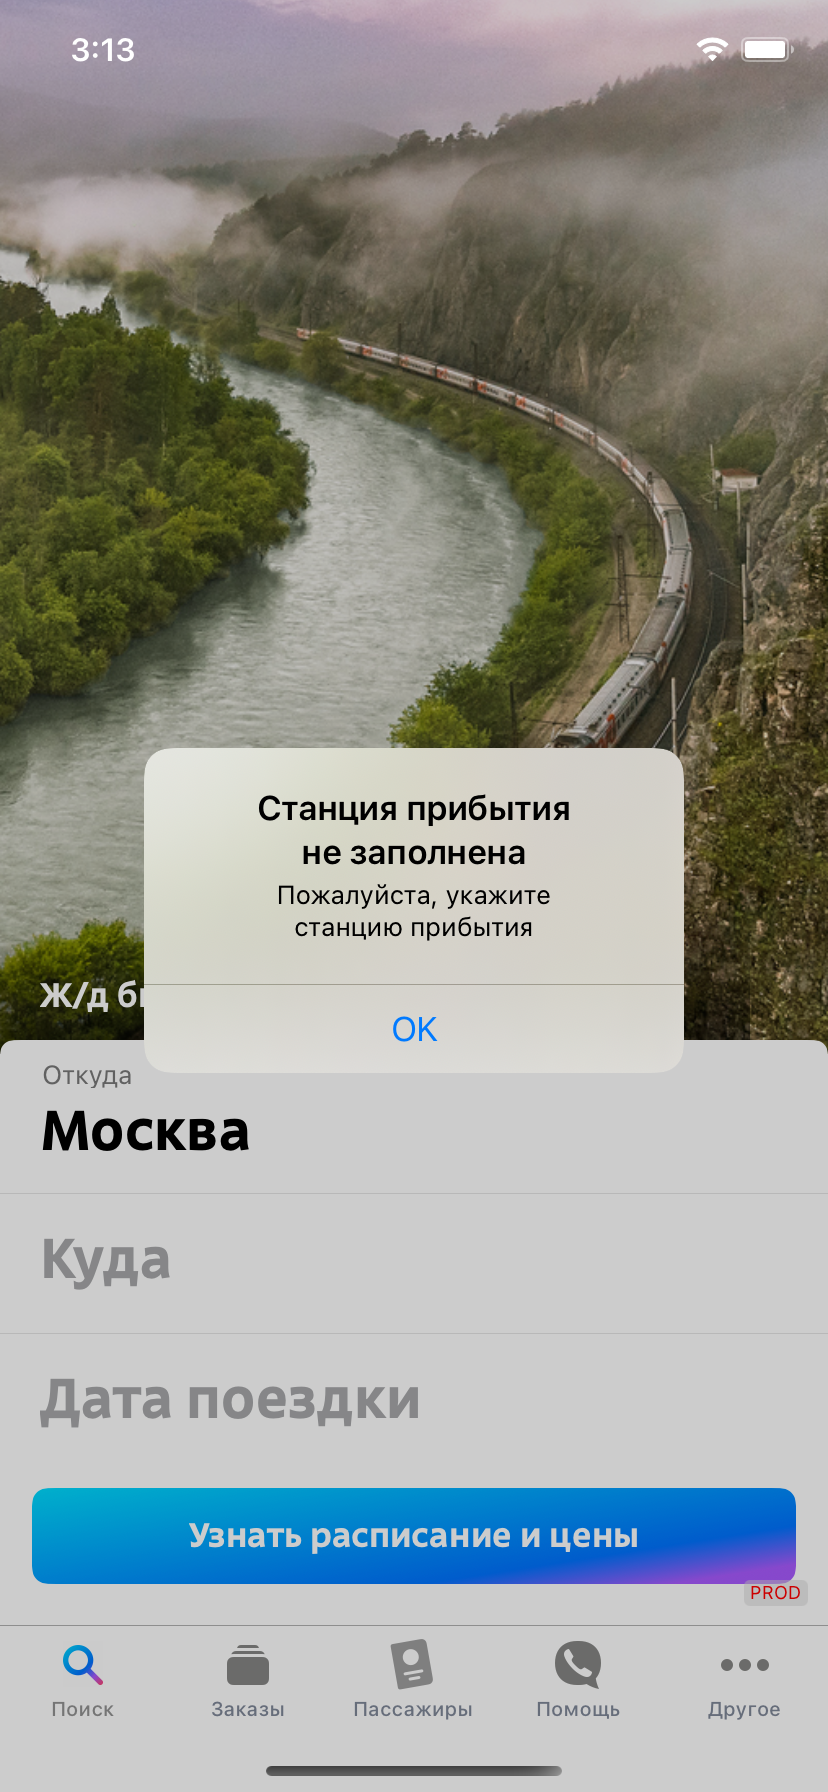 3:13
Станция прибытия
не заполнена
Пожалуйста, укажите
станцию прибытия
Ж/д
OK
Откуда
Москва
Куда
Дата поездки
Узнать расписание и цены
PROD
Поиск
Заказы
Пассажиры
Помощь
Другое